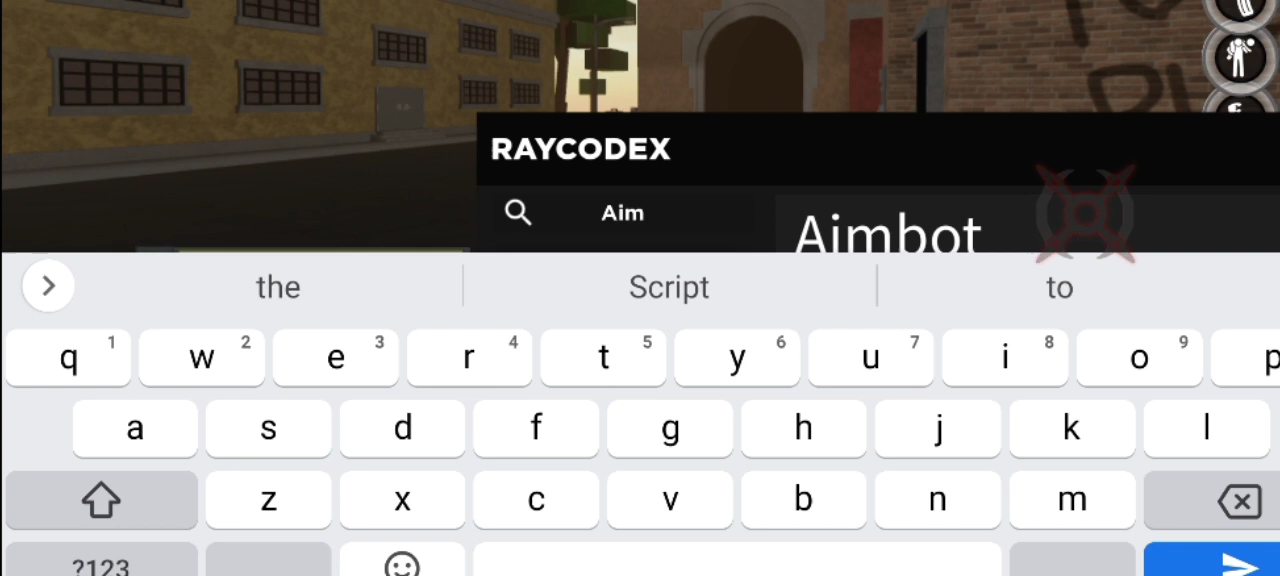 RAYCODEX
Aim
Aimbot
the Script to
q 1 w 2 e 3 r 4 t 5 y 6 u 7 i 8 o 9 p
a s d f g h j k l
z x c v b n m
?123